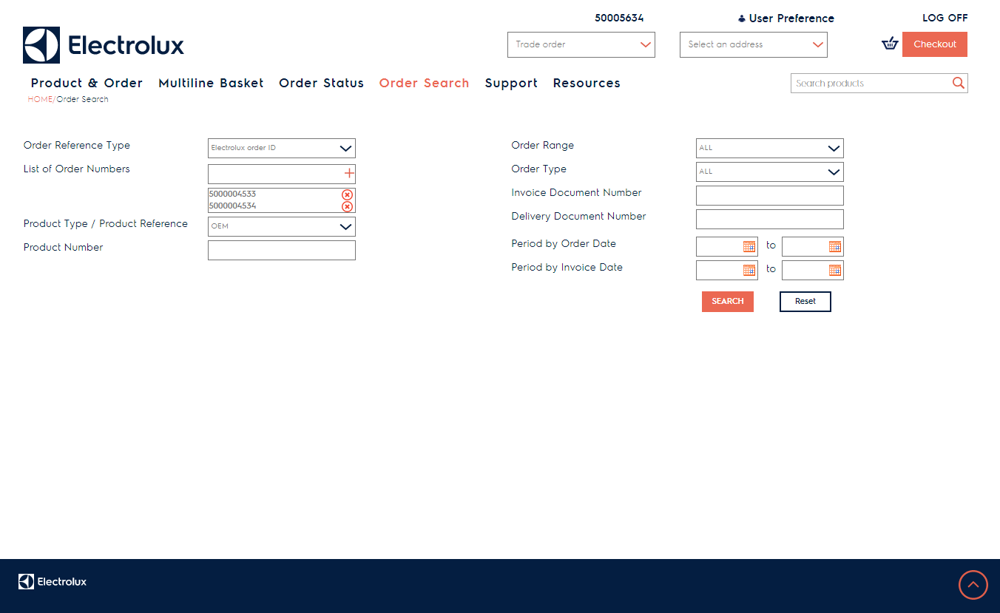 50005634
User Preference
LOG OFF
Electrolux
Trade order
Select an address
Checkout
Product & Order
Multiline Basket
Order Status
Order Search
Support
Resources
Search products
HOME/Order Search
Order Reference Type
Electrolux order ID
List of Order Numbers
5000004533
5000004534
Product Type / Product Reference
OEM
Product Number
Order Range
ALL
Order Type
ALL
Invoice Document Number
Delivery Document Number
Period by Order Date
to
Period by Invoice Date
to
SEARCH
Reset
Electrolux